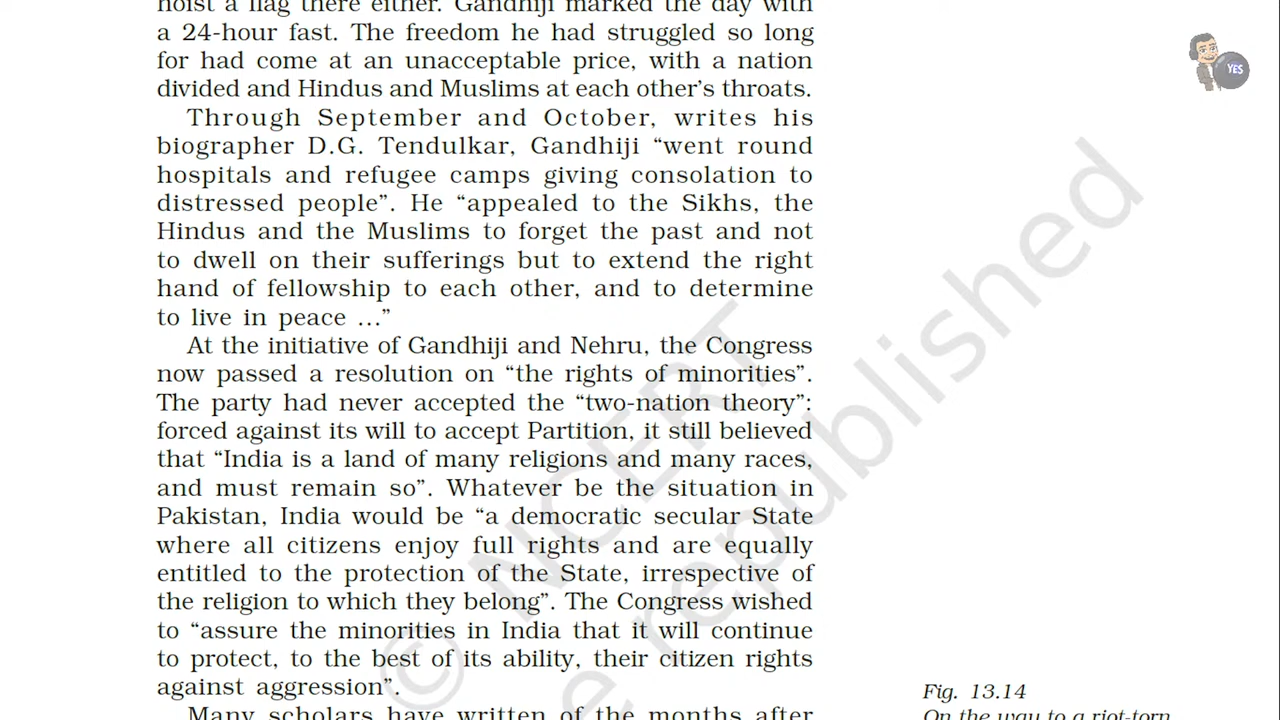 hoist a flag there either. Gandhiji marked the day with
a 24-hour fast. The freedom he had struggled so long
for had come at an unacceptable price, with a nation
divided and Hindus and Muslims at each other’s throats.
Through September and October, writes his
biographer D.G. Tendulkar, Gandhiji “went round
hospitals and refugee camps giving consolation to
distressed people”. He “appealed to the Sikhs, the
Hindus and the Muslims to forget the past and not
to dwell on their sufferings but to extend the right
hand of fellowship to each other, and to determine
to live in peace ...”
At the initiative of Gandhiji and Nehru, the Congress
now passed a resolution on “the rights of minorities”.
The party had never accepted the “two-nation theory”:
forced against its will to accept Partition, it still believed
that “India is a land of many religions and many races,
and must remain so”. Whatever be the situation in
Pakistan, India would be “a democratic secular State
where all citizens enjoy full rights and are equally
entitled to the protection of the State, irrespective of
the religion to which they belong”. The Congress wished
to “assure the minorities in India that it will continue
to protect, to the best of its ability, their citizen rights
against aggression”.
Many scholars have written of the months after
Fig. 13.14
On the way to a riot-torn
YES
© NCERT
e republished